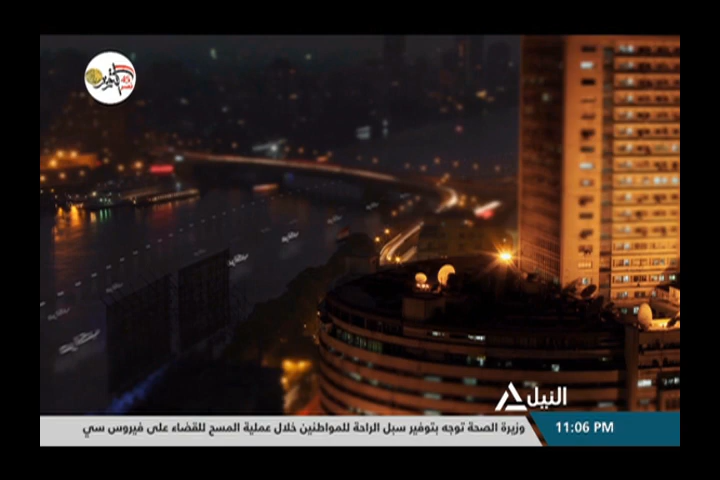 النيل
وزيرة الصحة توجه بتوفير سبل الراحة للمواطنين خلال عملية المسح للقضاء على فيروس سي
11:06 PM